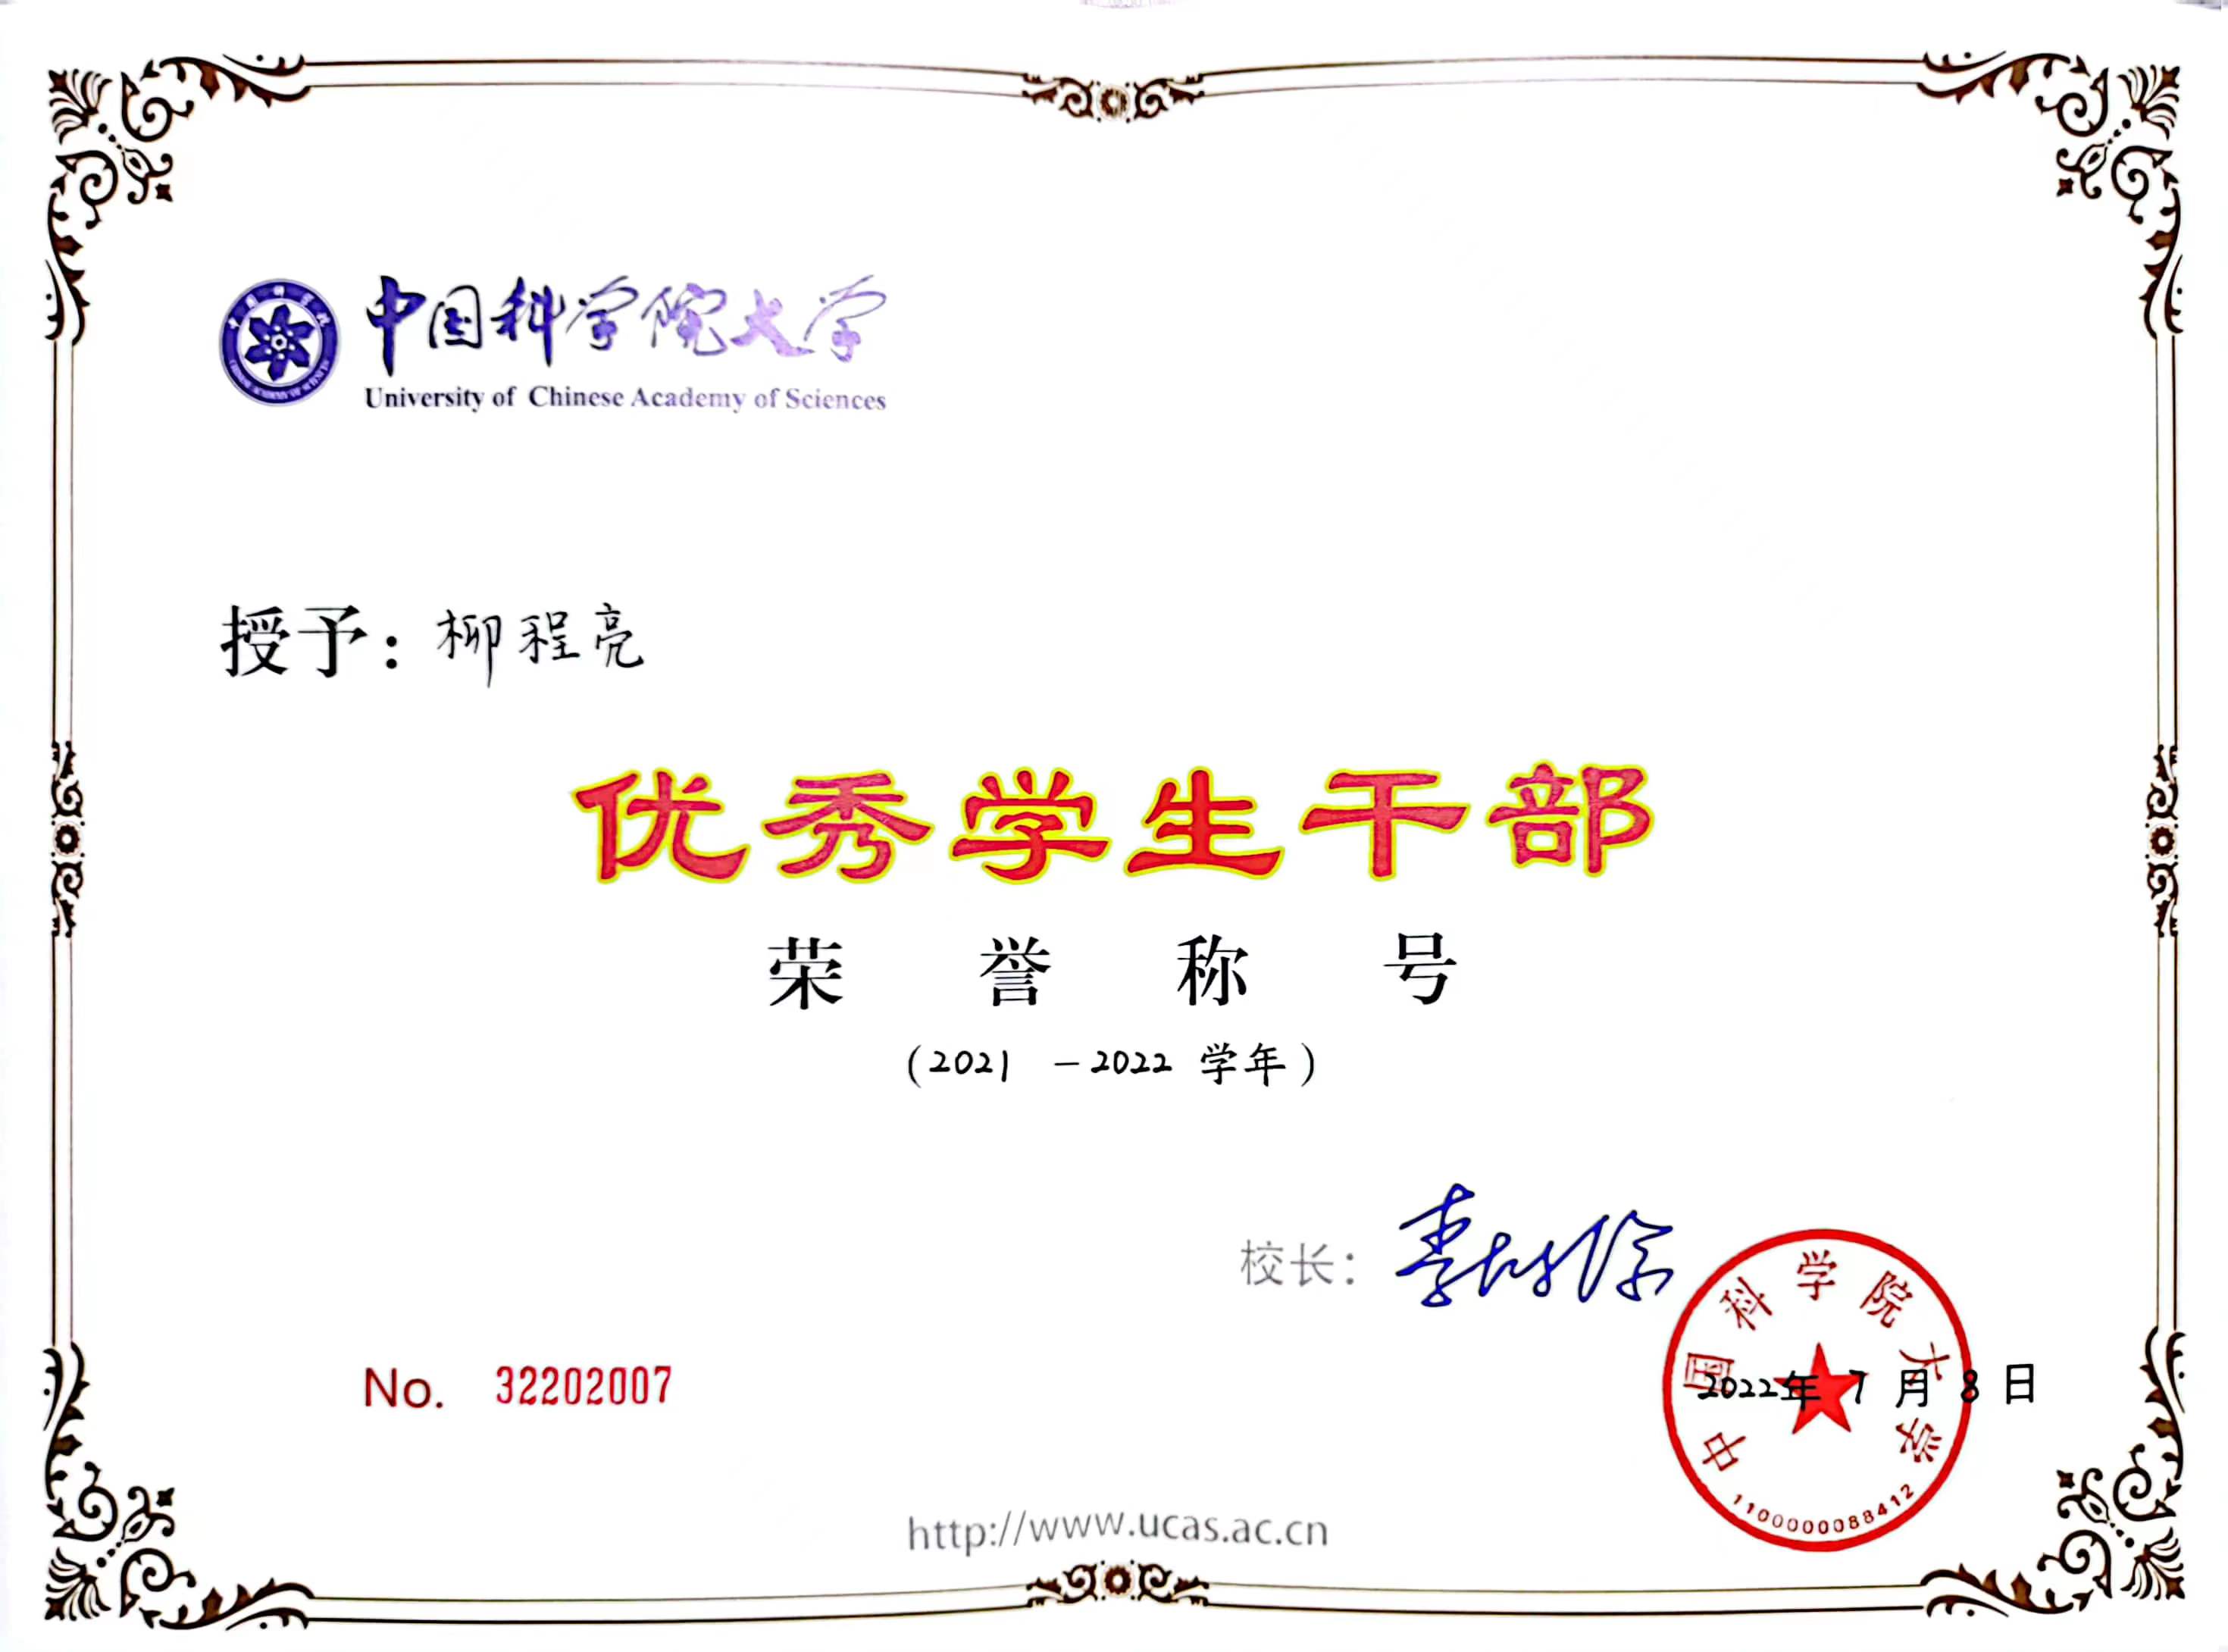 中国科学院大学
University of Chinese Academy of Sciences
授予：柳程亮
优秀学生干部
荣誉称号
（2021 －2022 学年）
校长：李树深
中国科学院大学
2022年 7 月 8 日
1100000088412
No. 32202007
http://www.ucas.ac.cn